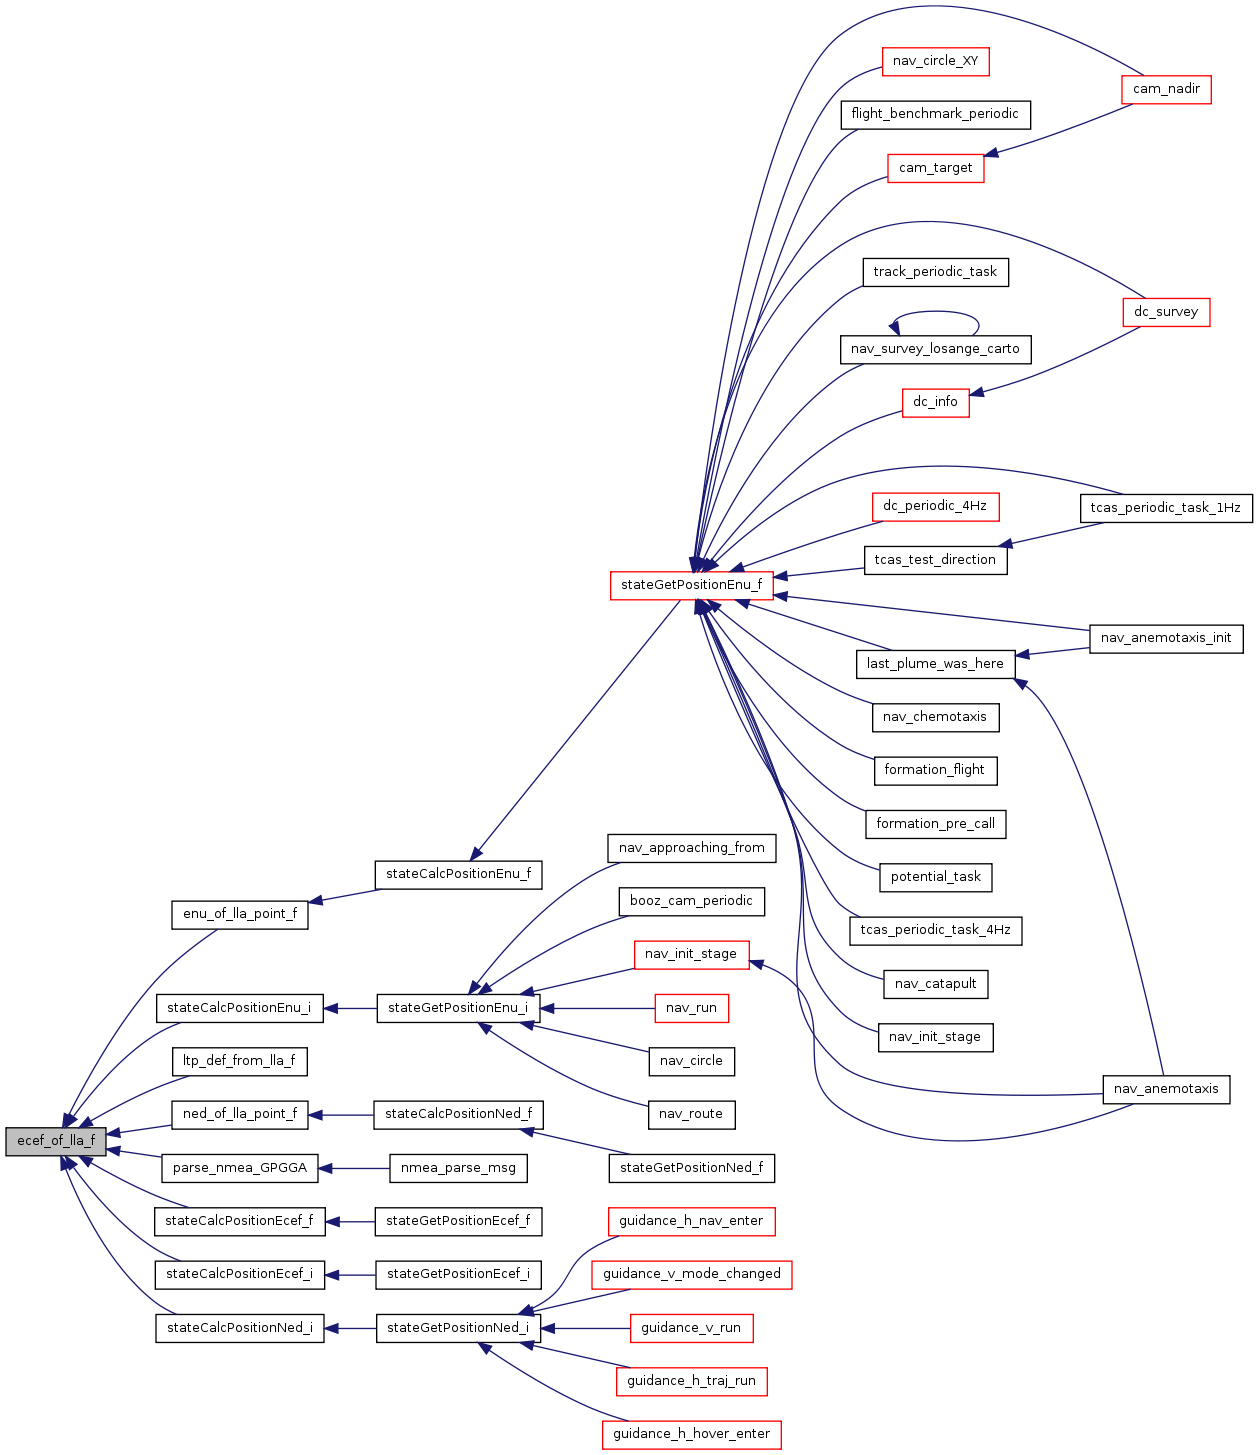 nav_circle_XY
cam_nadir
flight_benchmark_periodic
cam_target
track_periodic_task
dc_survey
nav_survey_losange_carto
dc_info
dc_periodic_4Hz
tcas_periodic_task_1Hz
tcas_test_direction
stateGetPositionEnu_f
nav_anemotaxis_init
last_plume_was_here
nav_chemotaxis
formation_flight
formation_pre_call
nav_approaching_from
stateCalcPositionEnu_f
potential_task
booz_cam_periodic
enu_of_lla_point_f
tcas_periodic_task_4Hz
nav_init_stage
nav_catapult
stateCalcPositionEnu_i
stateGetPositionEnu_i
nav_run
nav_init_stage
ltp_def_from_lla_f
nav_circle
nav_anemotaxis
ned_of_lla_point_f
stateCalcPositionNed_f
nav_route
ecef_of_lla_f
parse_nmea_GPGGA
nmea_parse_msg
stateGetPositionNed_f
stateCalcPositionEcef_f
stateGetPositionEcef_f
guidance_h_nav_enter
stateCalcPositionEcef_i
stateGetPositionEcef_i
guidance_v_mode_changed
stateCalcPositionNed_i
stateGetPositionNed_i
guidance_v_run
guidance_h_traj_run
guidance_h_hover_enter